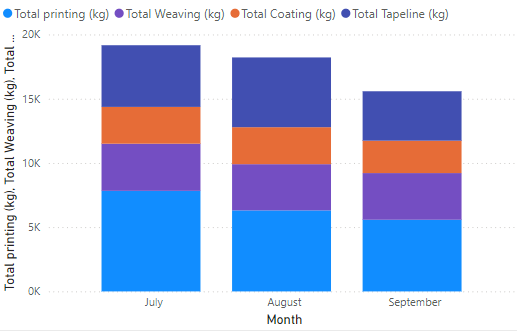 Total printing (kg) Total Weaving (kg) Total Coating (kg) Total Tapeline (kg)
Total printing (kg), Total Weaving (kg), Total ...
20K
15K
10K
5K
0K
July August September
Month